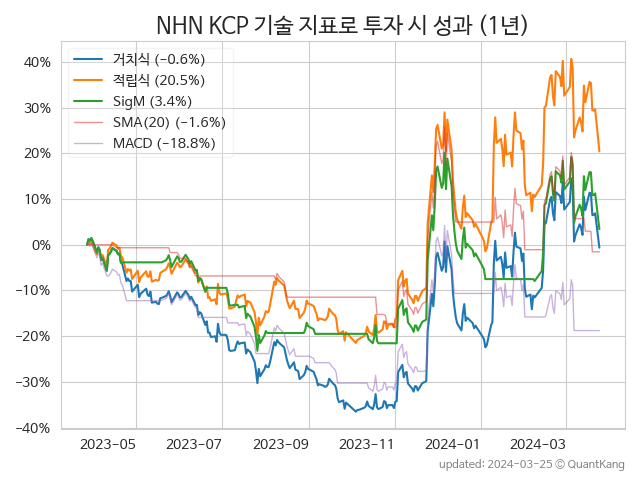 NHN KCP 기술 지표로 투자 시 성과 (1년)
거치식 (−0.6%)
적립식 (20.5%)
SigM (3.4%)
SMA(20) (−1.6%)
MACD (−18.8%)
40%
30%
20%
10%
0%
−10%
−20%
−30%
−40%
2023−05
2023−07
2023−09
2023−11
2024−01
2024−03
updated: 2024−03−25 © QuantKang